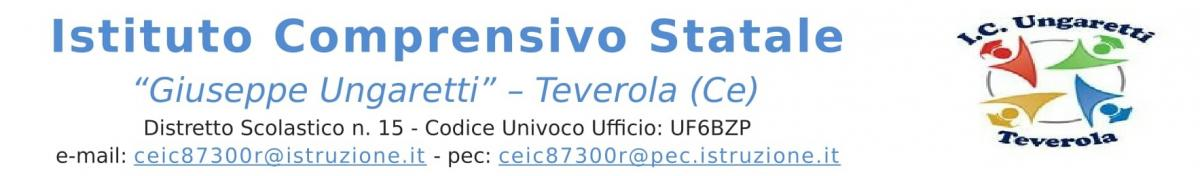 Istituto Comprensivo Statale
“Giuseppe Ungaretti” – Teverola (Ce)
Distretto Scolastico n. 15 - Codice Univoco Ufficio: UF6BZP
e-mail: ceic87300r@istruzione.it - pec: ceic87300r@pec.istruzione.it
I.C. Ungaretti
Teverola